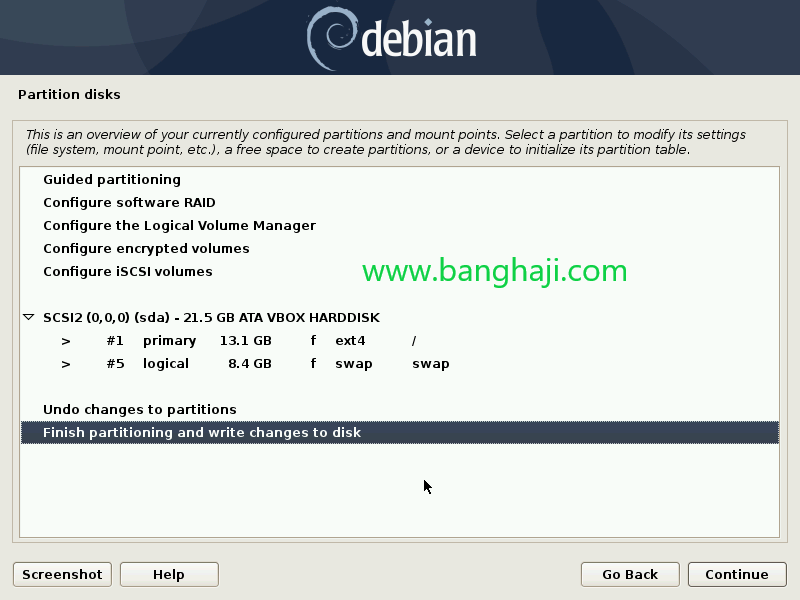 debian
Partition disks
This is an overview of your currently configured partitions and mount points. Select a partition to modify its settings
(file system, mount point, etc.), a free space to create partitions, or a device to initialize its partition table.
Guided partitioning
Configure software RAID
Configure the Logical Volume Manager
Configure encrypted volumes
Configure iSCSI volumes
www.banghaji.com
SCSI2 (0,0,0) (sda) - 21.5 GB ATA VBOX HARDDISK
> #1 primary 13.1 GB f ext4 /
> #5 logical 8.4 GB f swap swap
Undo changes to partitions
Finish partitioning and write changes to disk
Screenshot Help Go Back Continue